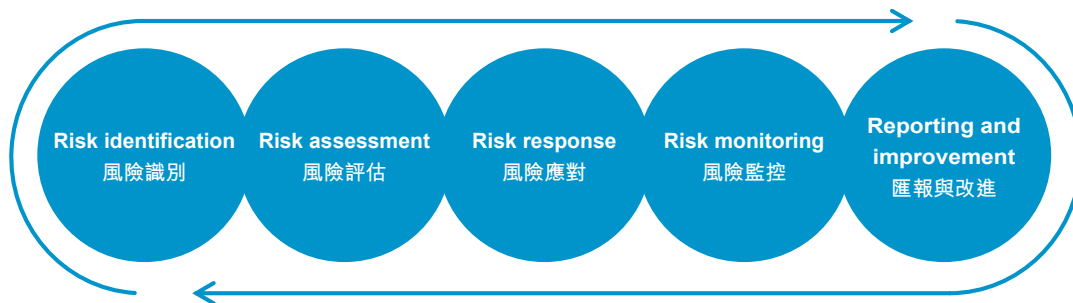 Risk identification
風險識別
Risk assessment
風險評估
Risk response
風險應對
Risk monitoring
風險監控
Reporting and
improvement
匯報與改進